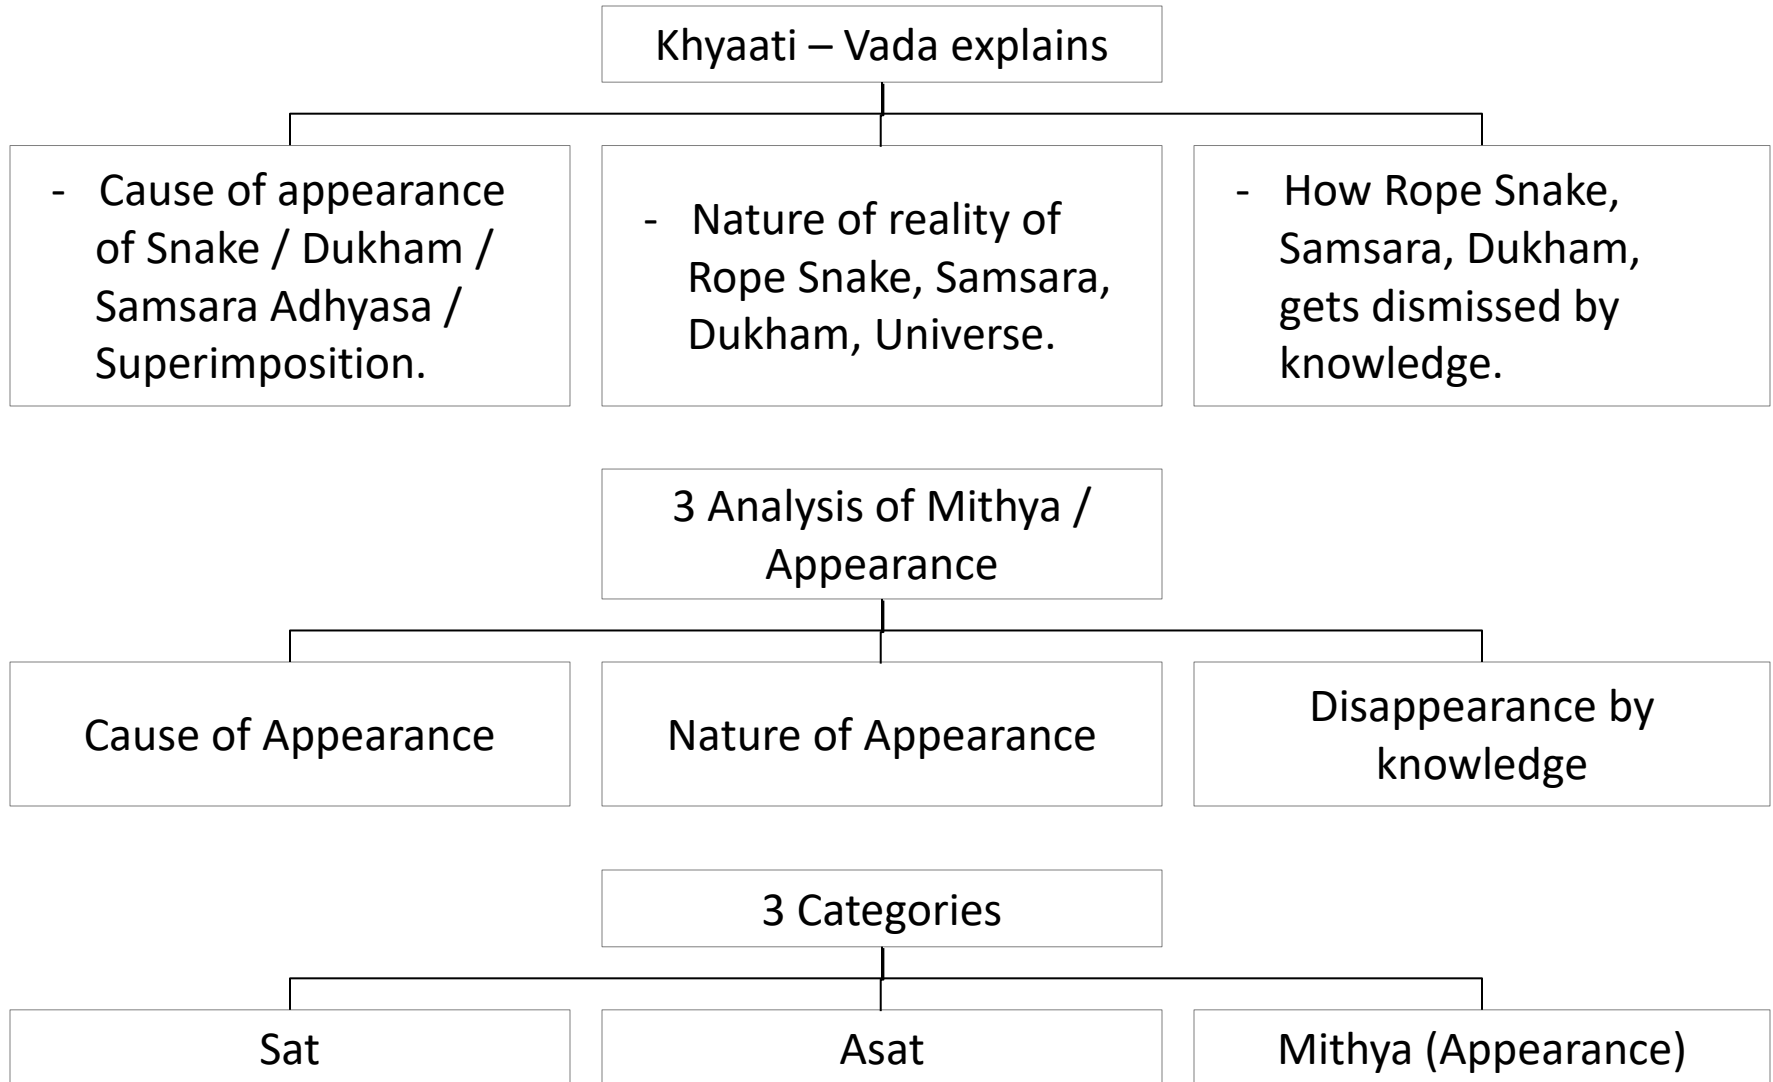 Khyaati – Vada explains
- Cause of appearance
of Snake / Dukham /
Samsara Adhyasa /
Superimposition.
- Nature of reality of
Rope Snake, Samsara,
Dukham, Universe.
- How Rope Snake,
Samsara, Dukham,
gets dismissed by
knowledge.
3 Analysis of Mithya /
Appearance
Cause of Appearance
Nature of Appearance
Disappearance by
knowledge
3 Categories
Sat
Asat
Mithya (Appearance)